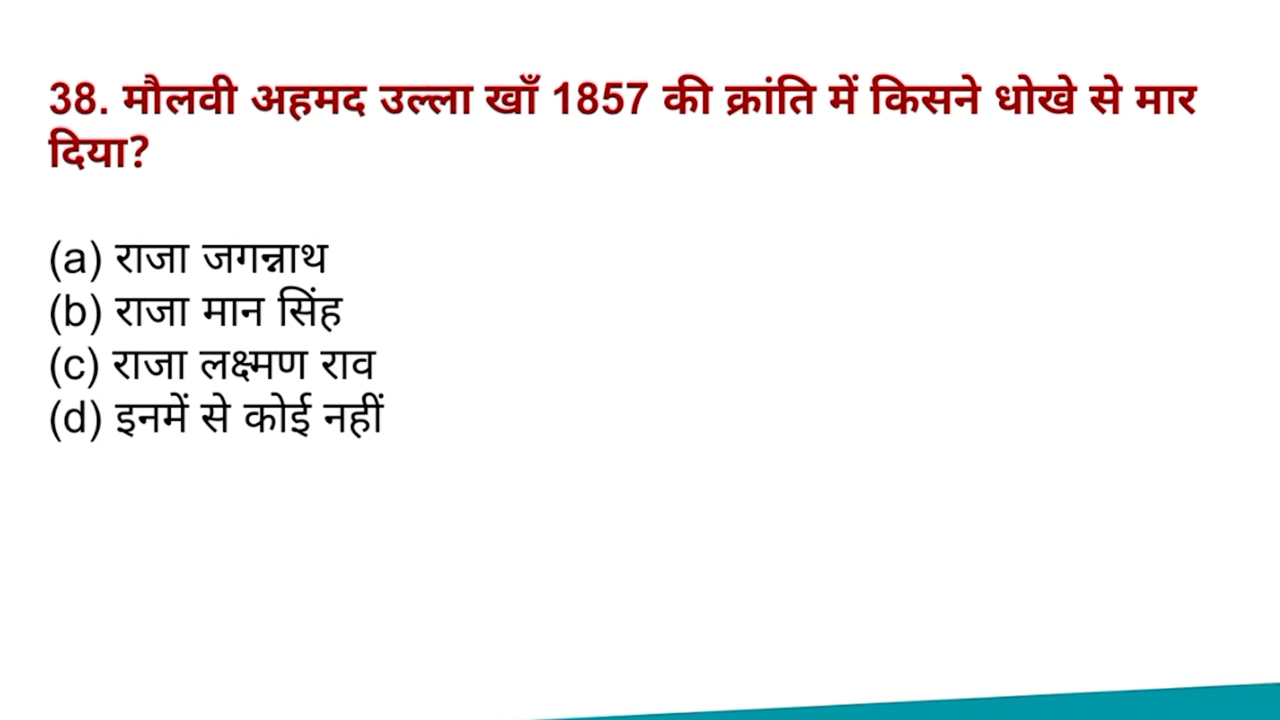 38. मौलवी अहमद उल्ला खाँ 1857 की क्रांति में किसने धोखे से मार
दिया?
(a) राजा जगन्नाथ
(b) राजा मान सिंह
(c) राजा लक्ष्मण राव
(d) इनमें से कोई नहीं